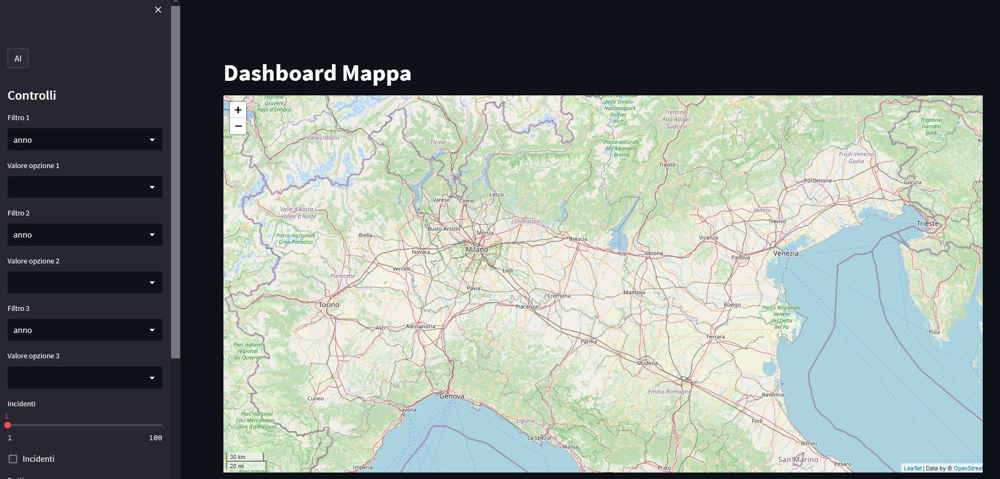 AI
Controlli
Filtro 1
anno
Valore opzione 1
Filtro 2
anno
Valore opzione 2
Filtro 3
anno
Valore opzione 3
Incidenti
1
1 100
Incidenti
Dashboard Mappa
+
−
régional
Gruyère
Pays-d'Enhaut
dello Stelvio
- Nationalpark
Stilfser
Joch
Trentino-
Alto Adige/
Südtirol
Triglavski
narodni
park
Valais/Wallis
Ticino
Parco naturale
dell'Adamello-
Brenta
Friuli-Venezia
Giulia
Trento
Pordenone
Gorizia
Lecco
Varese
Como
Valle d'Aosta /
Vallée d'Aoste
Lombardia
Veneto
Treviso
Trieste
Busto Arsizio
Monza
Biella
Parco Nazionale
Gran Paradiso
Brescia
Vicenza
Novara
Milano
Verona
Venezia
Padova
Vercelli
Lodi
Piemonte
Pavia
Cremona
Mantova
Torino
Piacenza
Rovigo
Parco Regionale
Veneto
del Delta
del Po
Asti
Alessandria
Pula
Ferrara
Parma
Parc naturel
régional
du Queyras
Modena
Emilia-Romagna
Ravenna
Cuneo
Genova
Savona
Parc national
du Mercantour
(aire d'adhésion)
Liguria
Forlì
La Spezia
Massa
Rimini
San Marino
Pesaro
Imperia
Prato
Parc naturel
30 km
20 mi
Leaflet | Data by © OpenStreet